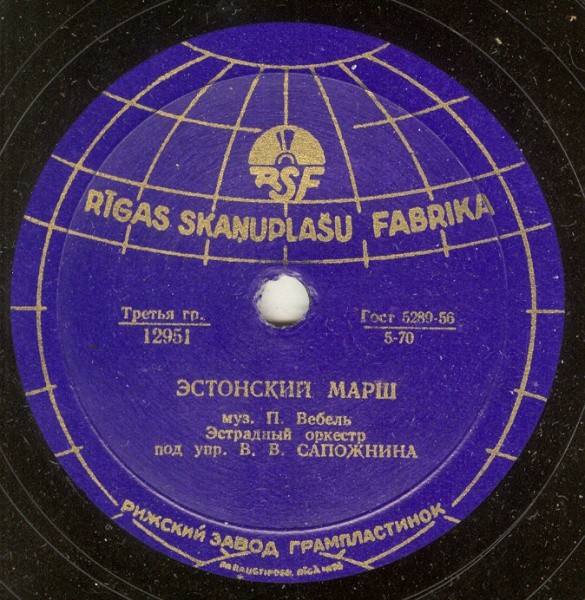 RSF
RĪGAS SKAŅUPLAŠU FABRIKA
Третья гр.
12951
Гост 5289-56
5-70
ЭСТОНСКИЙ МАРШ
муз. П. Вебель
Эстрадный оркестр
под упр. В. В. САПОЖНИНА
РИЖСКИЙ ЗАВОД ГРАМПЛАСТИНОК